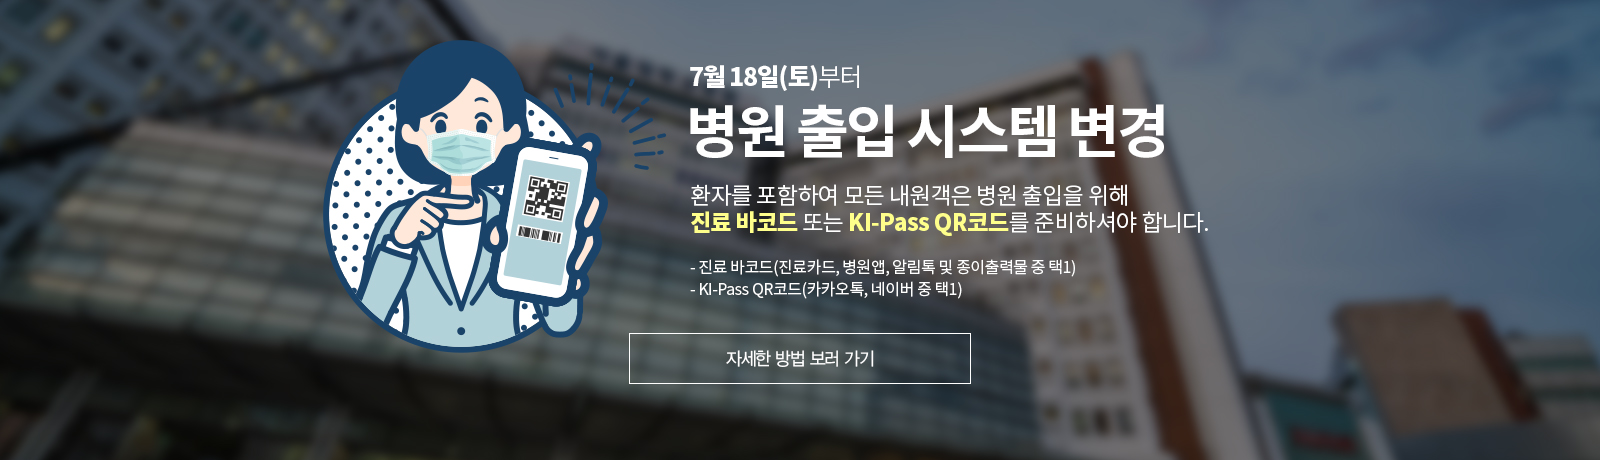 7월 18일(토)부터
병원 출입 시스템 변경
환자를 포함하여 모든 내원객은 병원 출입을 위해
진료 바코드 또는 KI-Pass QR코드를 준비하셔야 합니다.
- 진료 바코드(진료카드, 병원앱, 알림톡 및 종이출력물 중 택1)
- KI-Pass QR코드(카카오톡, 네이버 중 택1)
자세한 방법 보러 가기